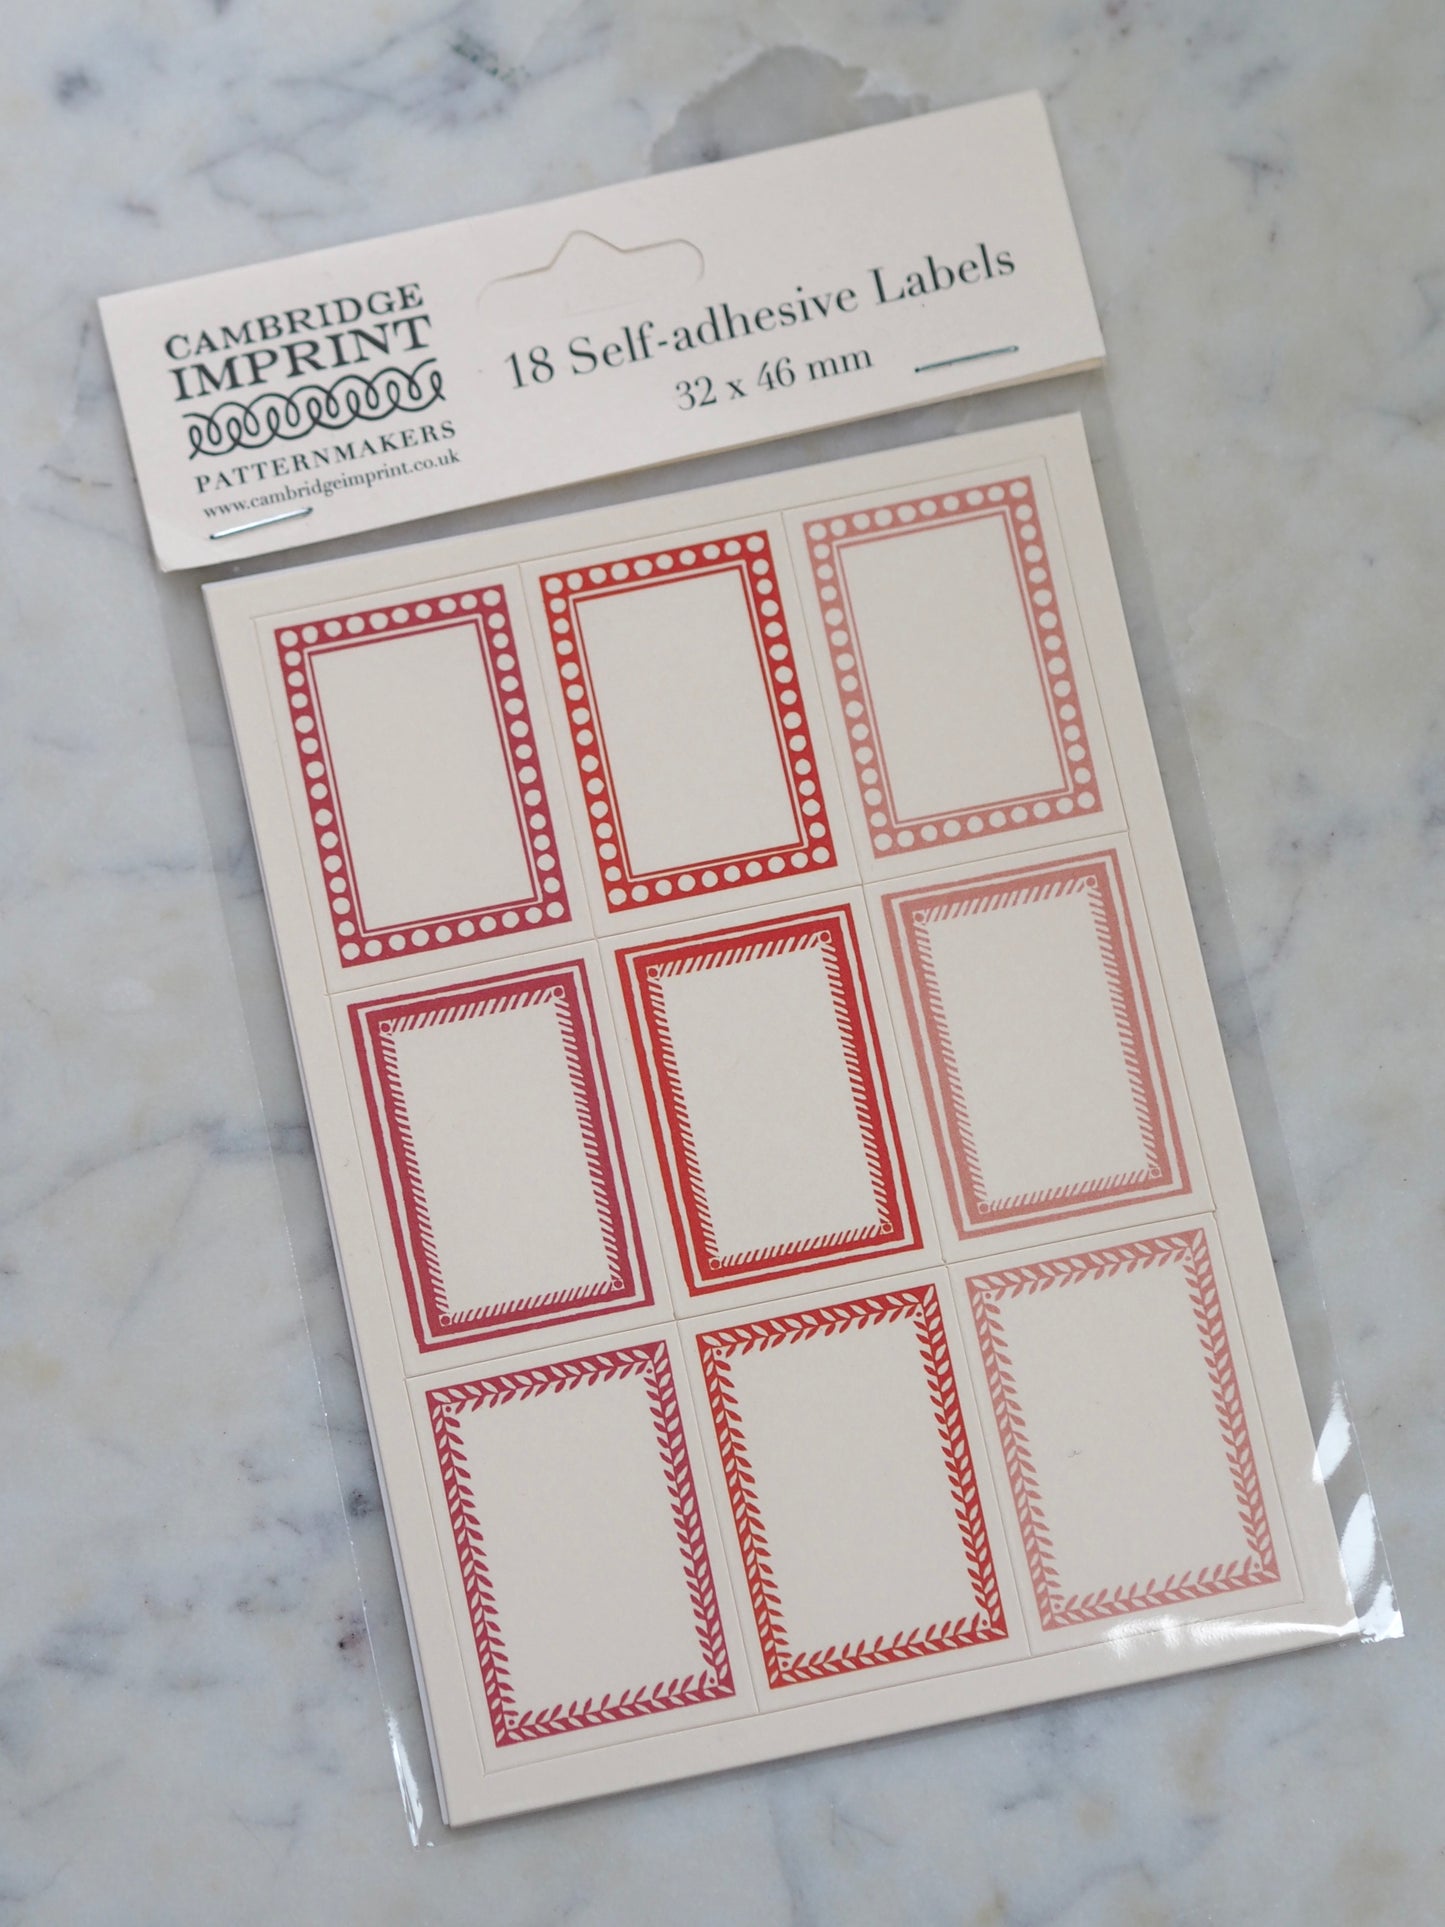 CAMBRIDGE
IMPRINT
PATTERNMAKERS
www.cambridgeimprint.co.uk
18 Self-adhesive Labels
32 x 46 mm